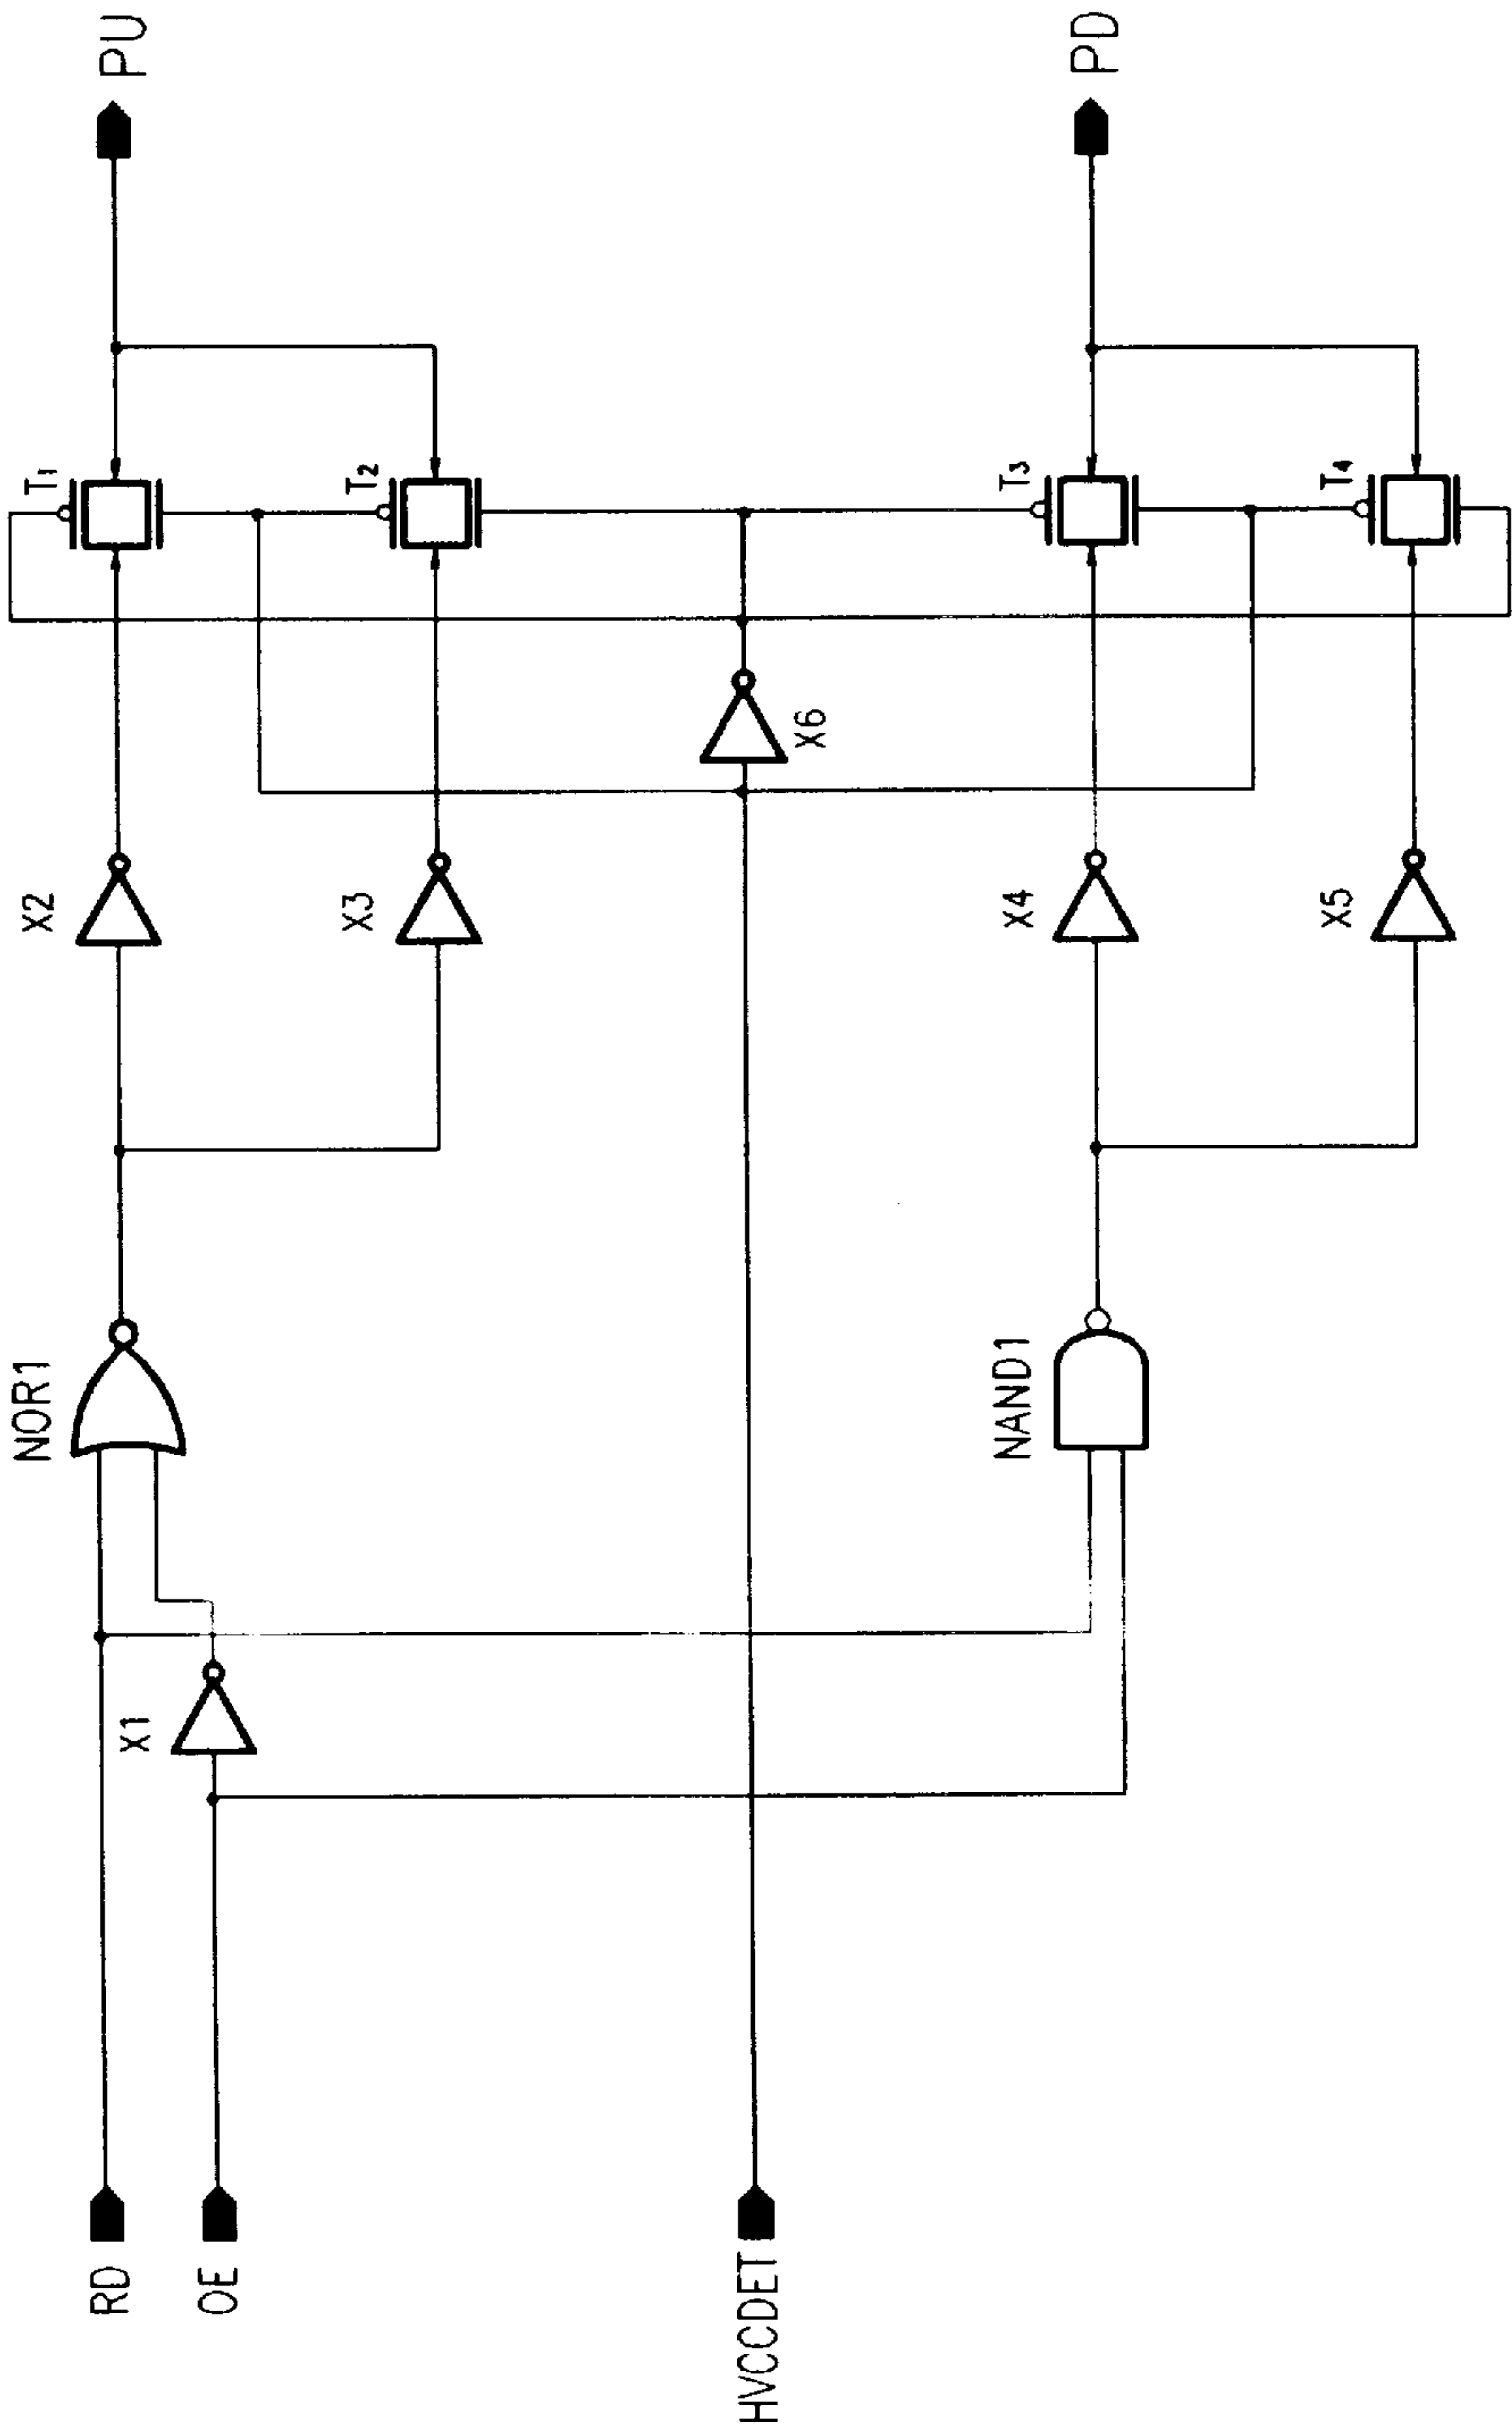 RD
OE
HVCCDET
X1
NOR1
NAND1
X2
X3
X4
X5
X6
T1
T2
T3
T4
PU
PD